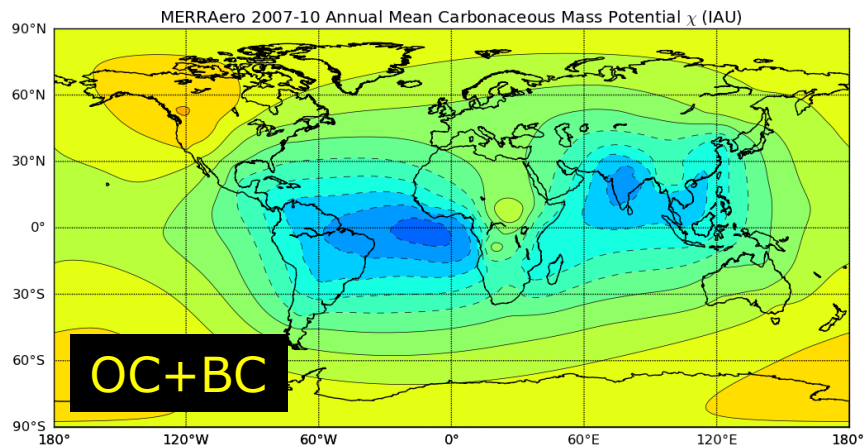 MERRAero 2007-10 Annual Mean Carbonaceous Mass Potential χ (IAU)
90°N
60°N
30°N
0°
30°S
60°S
90°S
OC+BC
180° 120°W 60°W 0° 60°E 120°E 180°